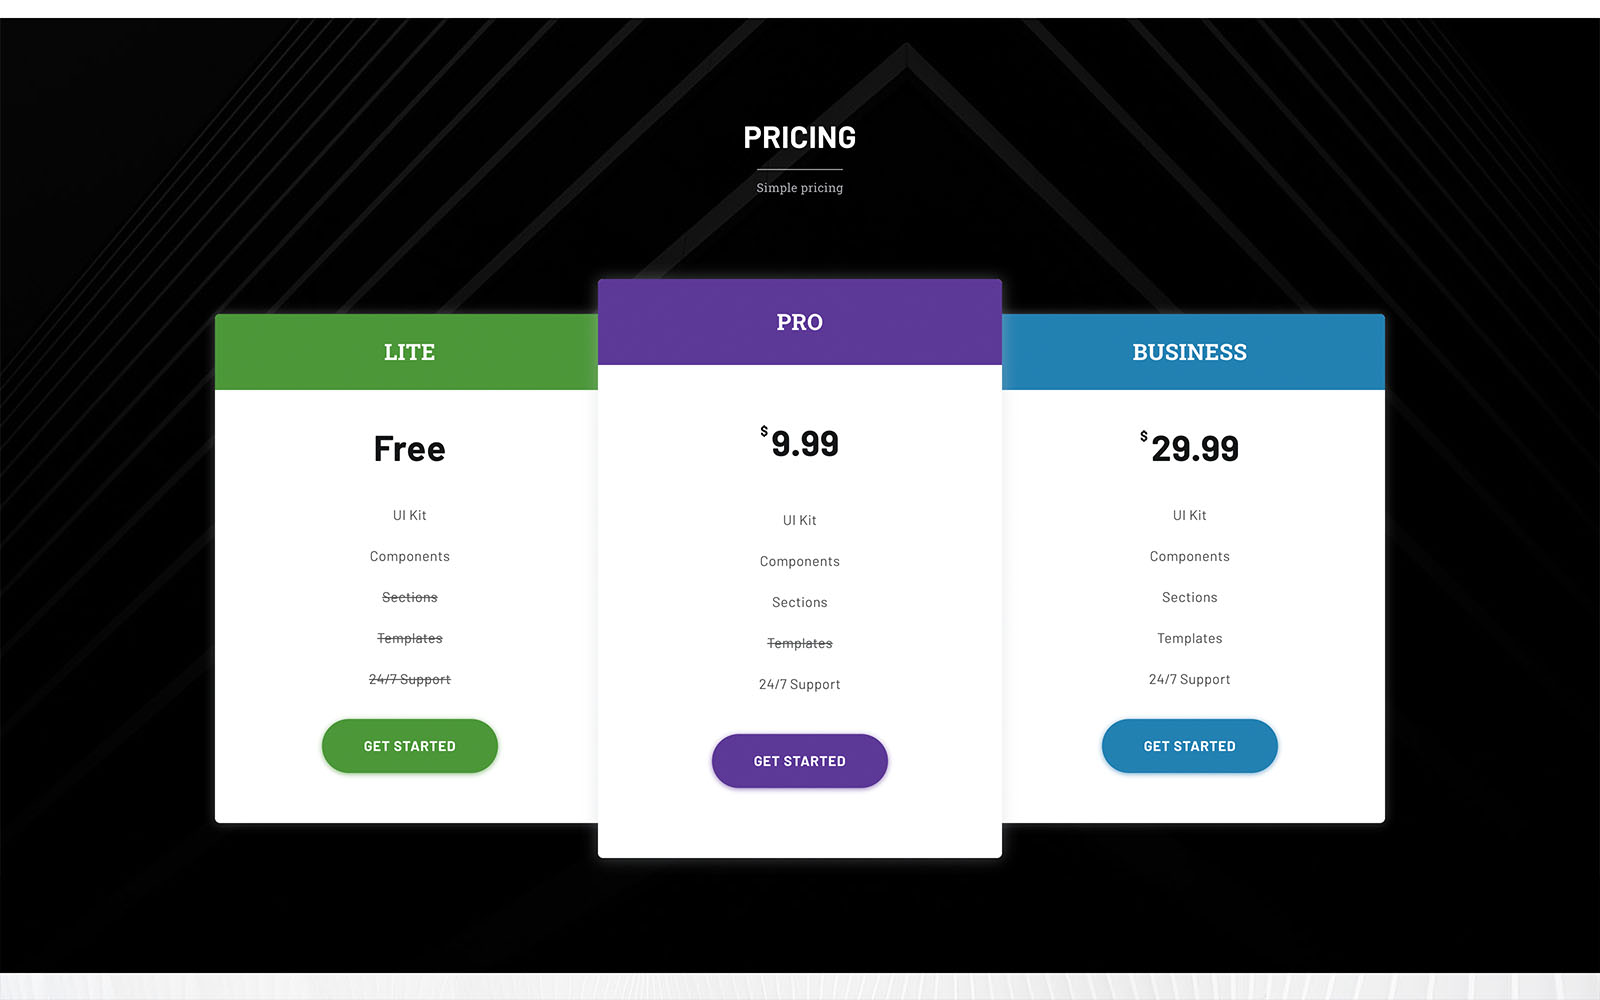 PRICING
Simple pricing
LITE
Free
UI Kit
Components
Sections
Templates
24/7 Support
GET STARTED
PRO
$9.99
UI Kit
Components
Sections
Templates
24/7 Support
GET STARTED
BUSINESS
$29.99
UI Kit
Components
Sections
Templates
24/7 Support
GET STARTED